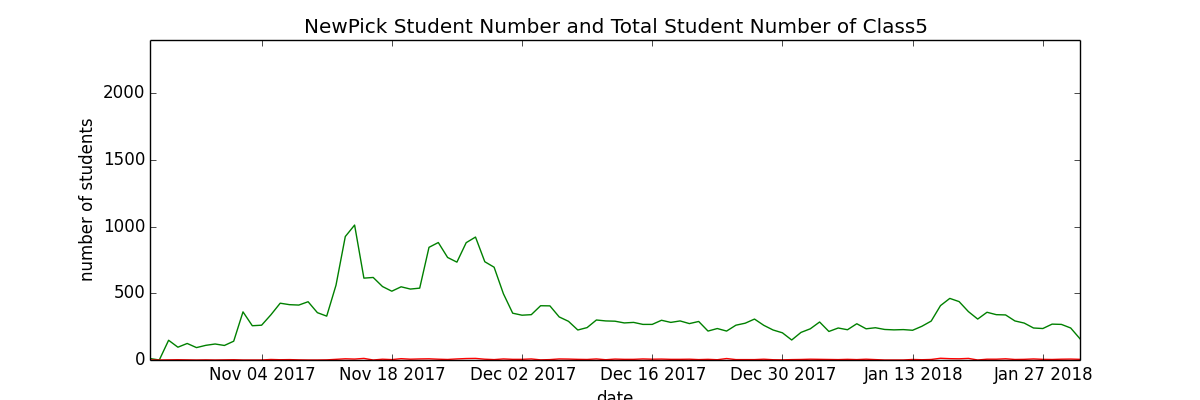 NewPick Student Number and Total Student Number of Class5
2000
1500
1000
500
0
number of students
Nov 04 2017 Nov 18 2017 Dec 02 2017 Dec 16 2017 Dec 30 2017 Jan 13 2018 Jan 27 2018
date